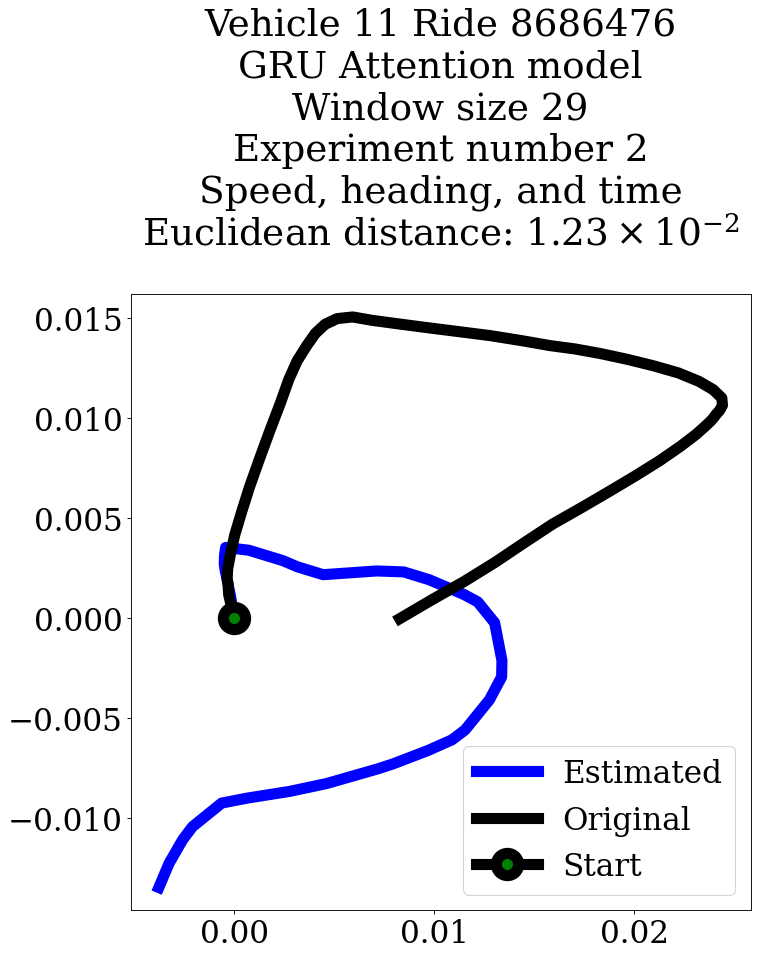 Vehicle 11 Ride 8686476
GRU Attention model
Window size 29
Experiment number 2
Speed, heading, and time
Euclidean distance: 1.23 × 10⁻²
0.015
0.010
0.005
0.000
−0.005
−0.010
Estimated
Original
Start
0.00
0.01
0.02